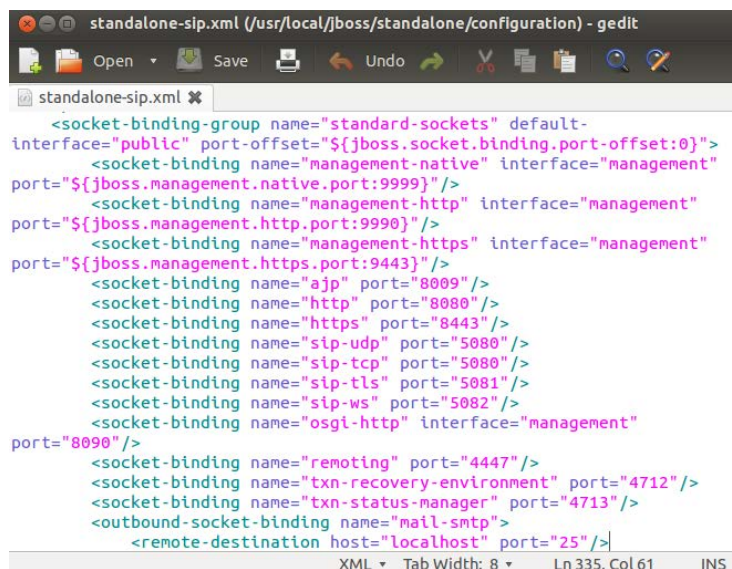 standalone-sip.xml (/usr/local/jboss/standalone/configuration) - gedit
Open Save Undo
standalone-sip.xml
<socket-binding-group name="standard-sockets" default-
interface="public" port-offset="${jboss.socket.binding.port-offset:0}">
<socket-binding name="management-native" interface="management"
port="${jboss.management.native.port:9999}"/>
<socket-binding name="management-http" interface="management"
port="${jboss.management.http.port:9990}"/>
<socket-binding name="management-https" interface="management"
port="${jboss.management.https.port:9443}"/>
<socket-binding name="ajp" port="8009"/>
<socket-binding name="http" port="8080"/>
<socket-binding name="https" port="8443"/>
<socket-binding name="sip-udp" port="5080"/>
<socket-binding name="sip-tcp" port="5080"/>
<socket-binding name="sip-tls" port="5081"/>
<socket-binding name="sip-ws" port="5082"/>
<socket-binding name="osgi-http" interface="management"
port="8090"/>
<socket-binding name="remoting" port="4447"/>
<socket-binding name="txn-recovery-environment" port="4712"/>
<socket-binding name="txn-status-manager" port="4713"/>
<outbound-socket-binding name="mail-smtp">
<remote-destination host="localhost" port="25"/>
XML Tab Width: 8 Ln 335, Col 61 INS